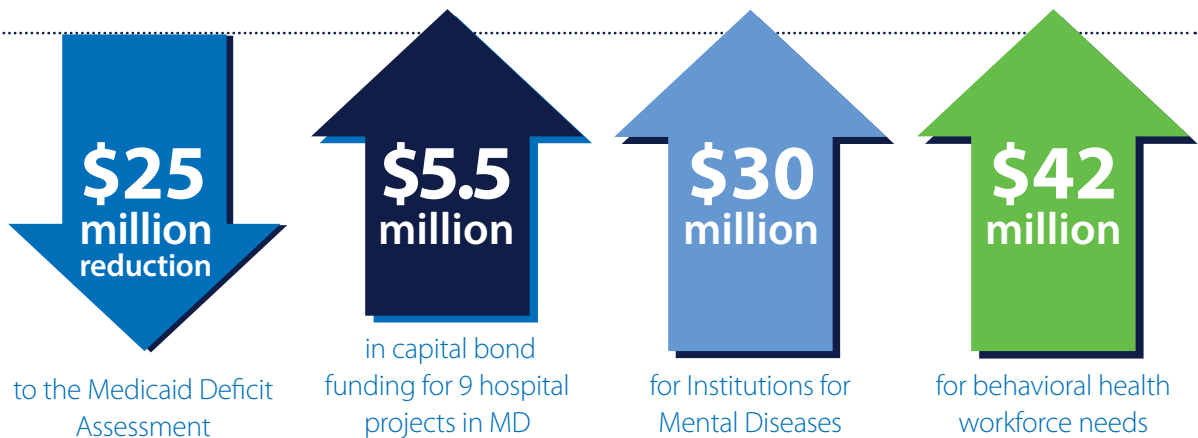 $25
million
reduction
to the Medicaid Deficit
Assessment
$5.5
million
in capital bond
funding for 9 hospital
projects in MD
$30
million
for Institutions for
Mental Diseases
$42
million
for behavioral health
workforce needs